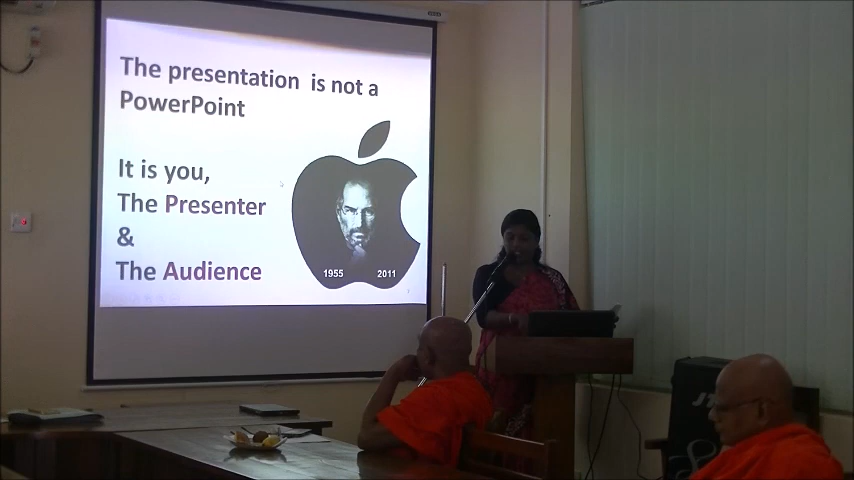 The presentation is not a
PowerPoint
It is you,
The Presenter
&
The Audience
1955 2011